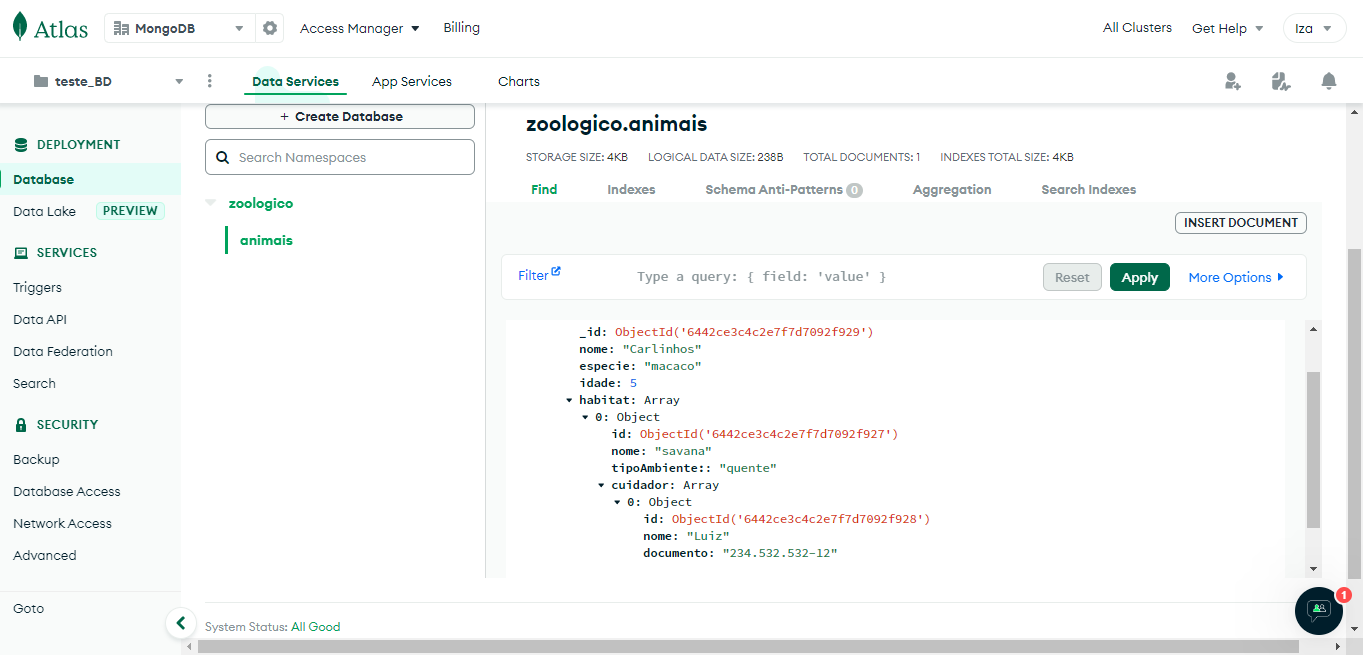 Atlas
MongoDB
Access Manager
Billing
All Clusters
Get Help
Iza
teste_BD
Data Services
App Services
Charts
DEPLOYMENT
Database
Data Lake PREVIEW
SERVICES
Triggers
Data API
Data Federation
Search
SECURITY
Backup
Database Access
Network Access
Advanced
Goto
+ Create Database
Search Namespaces
zoologico
animais
zoologico.animais
STORAGE SIZE: 4KB LOGICAL DATA SIZE: 238B TOTAL DOCUMENTS: 1 INDEXES TOTAL SIZE: 4KB
Find Indexes Schema Anti-Patterns 0 Aggregation Search Indexes
INSERT DOCUMENT
Filter Type a query: { field: 'value' } Reset Apply More Options
_id: ObjectId('6442ce3c4c2e7f7d7092f929')
nome: "Carlinhos"
especie: "macaco"
idade: 5
habitat: Array
0: Object
id: ObjectId('6442ce3c4c2e7f7d7092f927')
nome: "savana"
tipoAmbiente:: "quente"
cuidador: Array
0: Object
id: ObjectId('6442ce3c4c2e7f7d7092f928')
nome: "Luiz"
documento: "234.532.532-12"
1
System Status: All Good